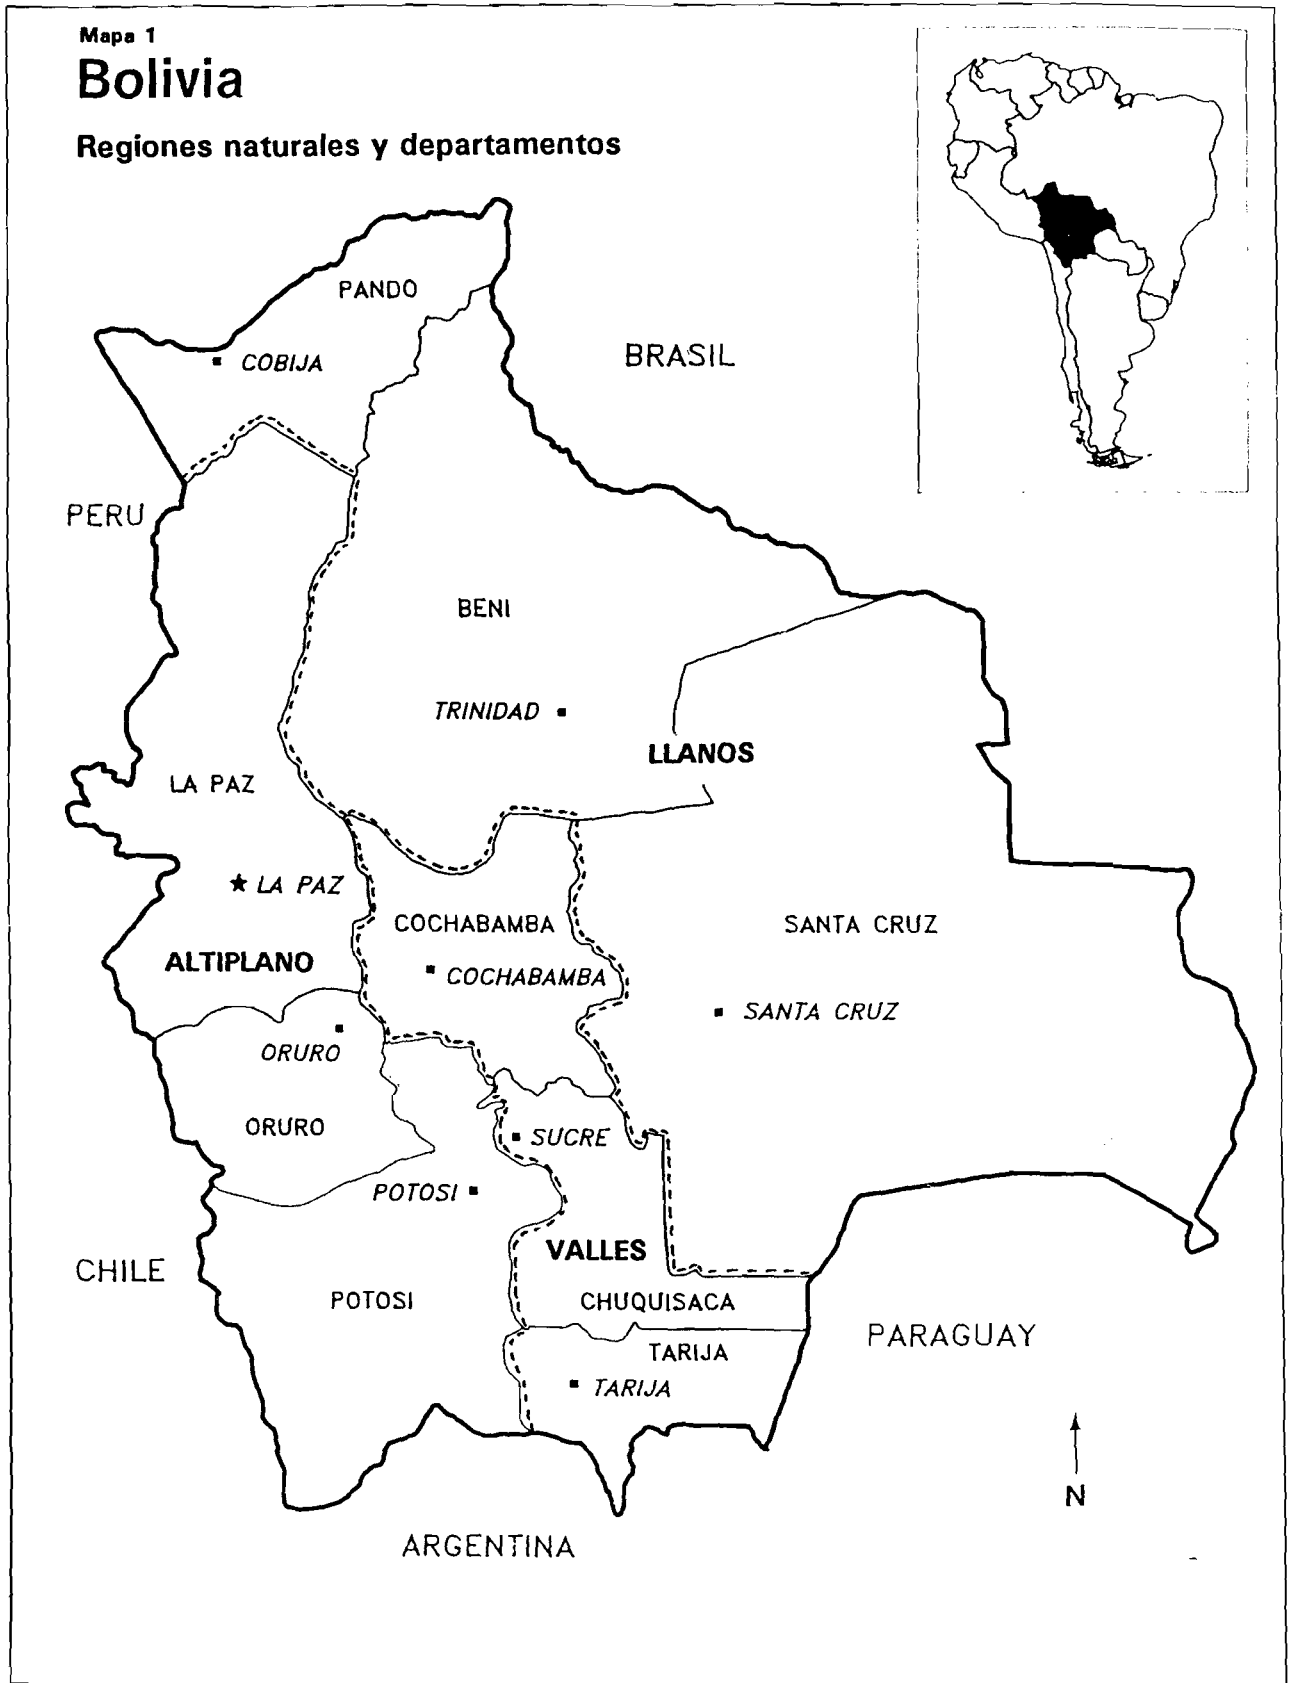 Mapa 1
Bolivia
Regiones naturales y departamentos
PANDO
COBIJA
BRASIL
PERU
BENI
TRINIDAD
LLANOS
LA PAZ
LA PAZ
COCHABAMBA
SANTA CRUZ
ALTIPLANO
COCHABAMBA
SANTA CRUZ
ORURO
ORURO
SUCRE
POTOSI
VALLES
CHILE
POTOSI
CHUQUISACA
PARAGUAY
TARIJA
TARIJA
N
ARGENTINA